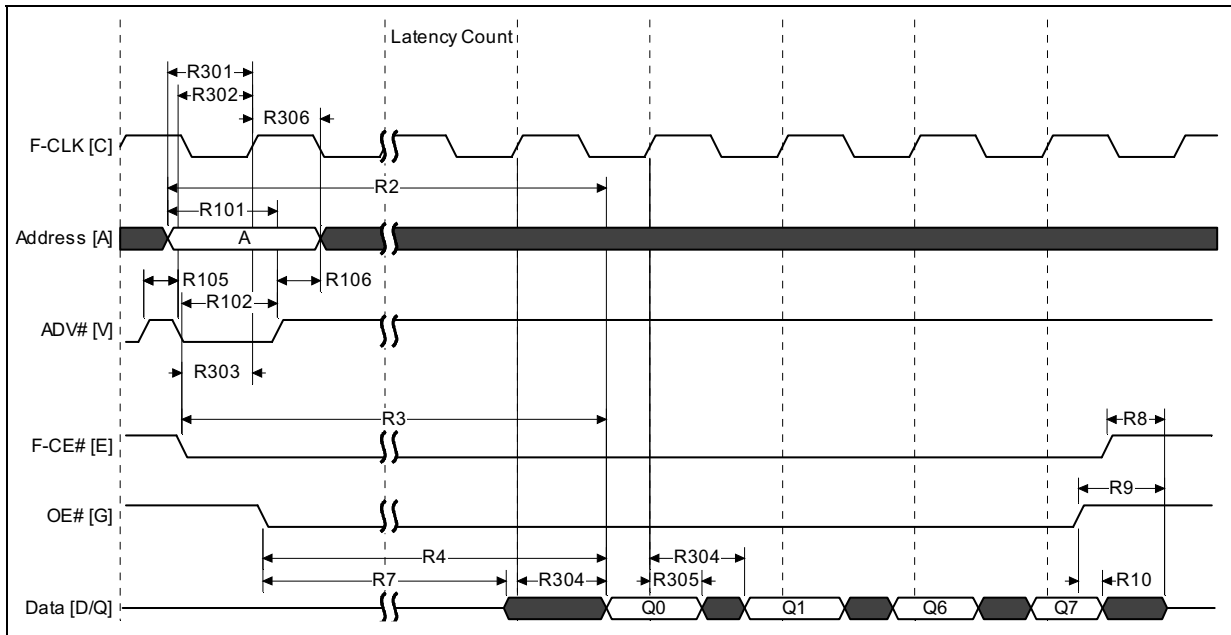 Latency Count
R301
R302
R306
F-CLK [C]
R2
R101
Address [A]
A
R105
R106
R102
ADV# [V]
R303
R3
R8
F-CE# [E]
R9
OE# [G]
R4
R304
R7
R304
R305
R10
Data [D/Q]
Q0
Q1
Q6
Q7